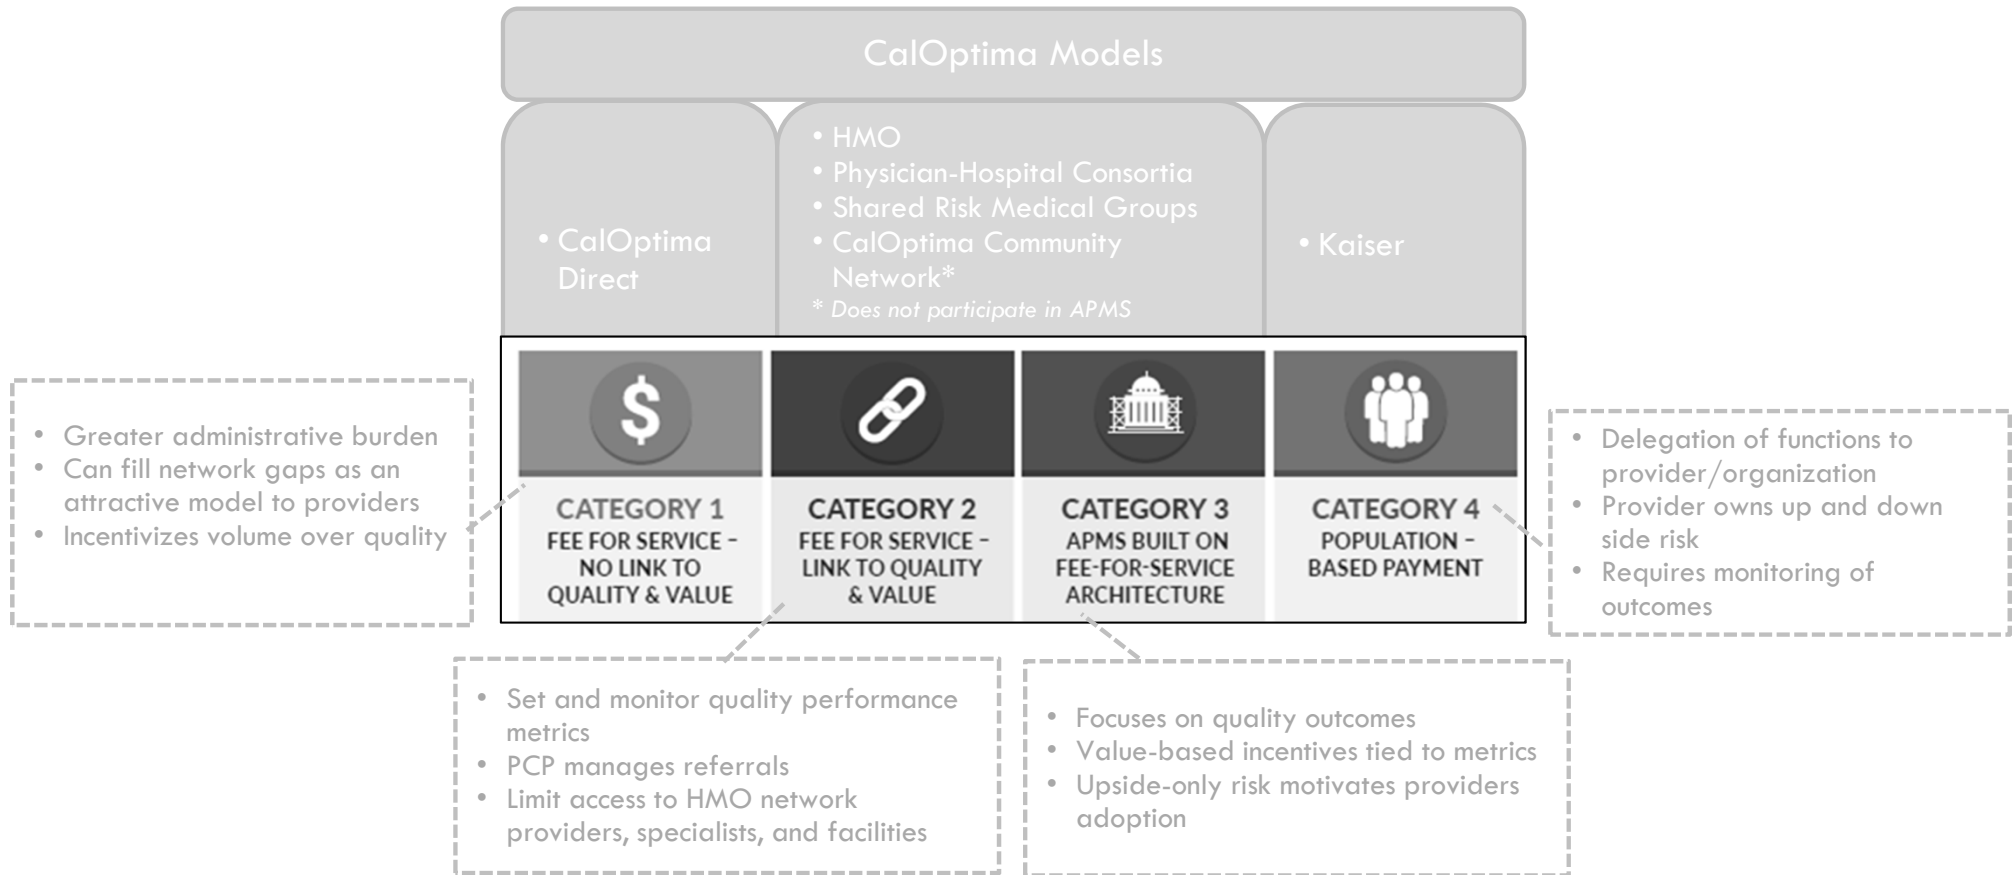 CalOptima Models
• CalOptima
Direct
• HMO
• Physician-Hospital Consortia
• Shared Risk Medical Groups
• CalOptima Community
Network*
* Does not participate in APMS
• Kaiser
• Greater administrative burden
• Can fill network gaps as an
attractive model to providers
• Incentivizes volume over quality
$
CATEGORY 1
FEE FOR SERVICE –
NO LINK TO
QUALITY & VALUE
CATEGORY 2
FEE FOR SERVICE –
LINK TO QUALITY
& VALUE
CATEGORY 3
APMS BUILT ON
FEE-FOR-SERVICE
ARCHITECTURE
CATEGORY 4
POPULATION –
BASED PAYMENT
• Delegation of functions to
provider/organization
• Provider owns up and down
side risk
• Requires monitoring of
outcomes
• Set and monitor quality performance
metrics
• PCP manages referrals
• Limit access to HMO network
providers, specialists, and facilities
• Focuses on quality outcomes
• Value-based incentives tied to metrics
• Upside-only risk motivates providers
adoption